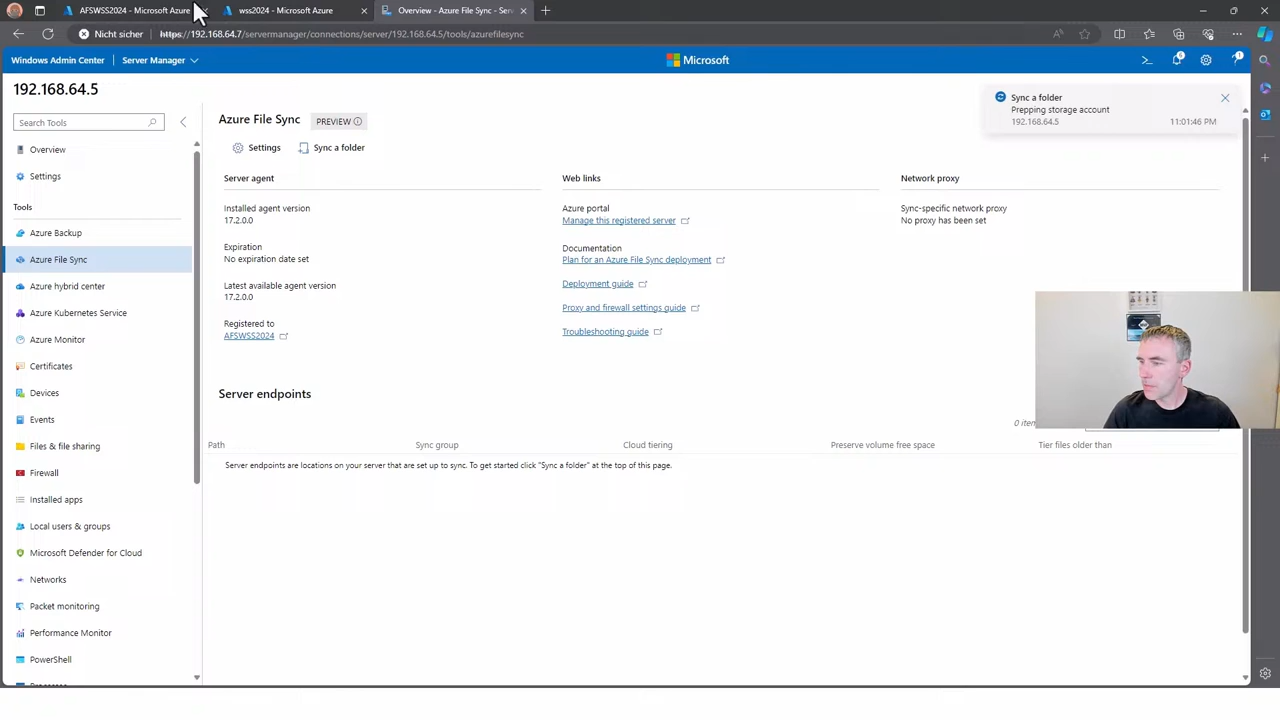 AFSWSS2024 - Microsoft Azure
wss2024 - Microsoft Azure
Overview - Azure File Sync - Ser
Nicht sicher
https://192.168.64.7/servermanager/connections/server/192.168.64.5/tools/azurefilesync
Windows Admin Center
Server Manager
Microsoft
192.168.64.5
Search Tools
Overview
Settings
Tools
Azure Backup
Azure File Sync
Azure hybrid center
Azure Kubernetes Service
Azure Monitor
Certificates
Devices
Events
Files & file sharing
Firewall
Installed apps
Local users & groups
Microsoft Defender for Cloud
Networks
Packet monitoring
Performance Monitor
PowerShell
Azure File Sync
PREVIEW
Settings
Sync a folder
Server agent
Installed agent version
17.2.0.0
Expiration
No expiration date set
Latest available agent version
17.2.0.0
Registered to
AFSWSS2024
Web links
Azure portal
Manage this registered server
Documentation
Plan for an Azure File Sync deployment
Deployment guide
Proxy and firewall settings guide
Troubleshooting guide
Network proxy
Sync-specific network proxy
No proxy has been set
Sync a folder
Prepping storage account
192.168.64.5
11:01:46 PM
Server endpoints
0 item
Path
Sync group
Cloud tiering
Preserve volume free space
Tier files older than
Server endpoints are locations on your server that are set up to sync. To get started click "Sync a folder" at the top of this page.